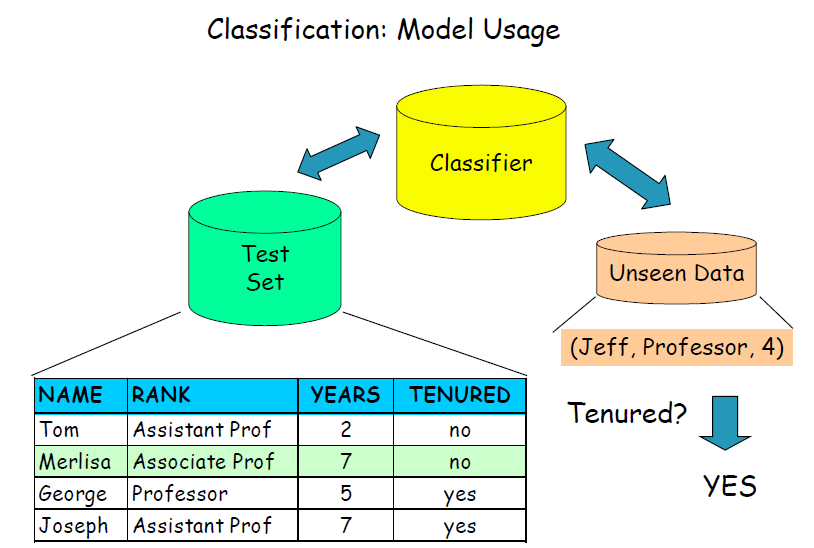 Classification: Model Usage
Classifier
Test
Set
Unseen Data
(Jeff, Professor, 4)
NAME RANK YEARS TENURED
Tom Assistant Prof 2 no
Merlisa Associate Prof 7 no
George Professor 5 yes
Joseph Assistant Prof 7 yes
Tenured?
YES